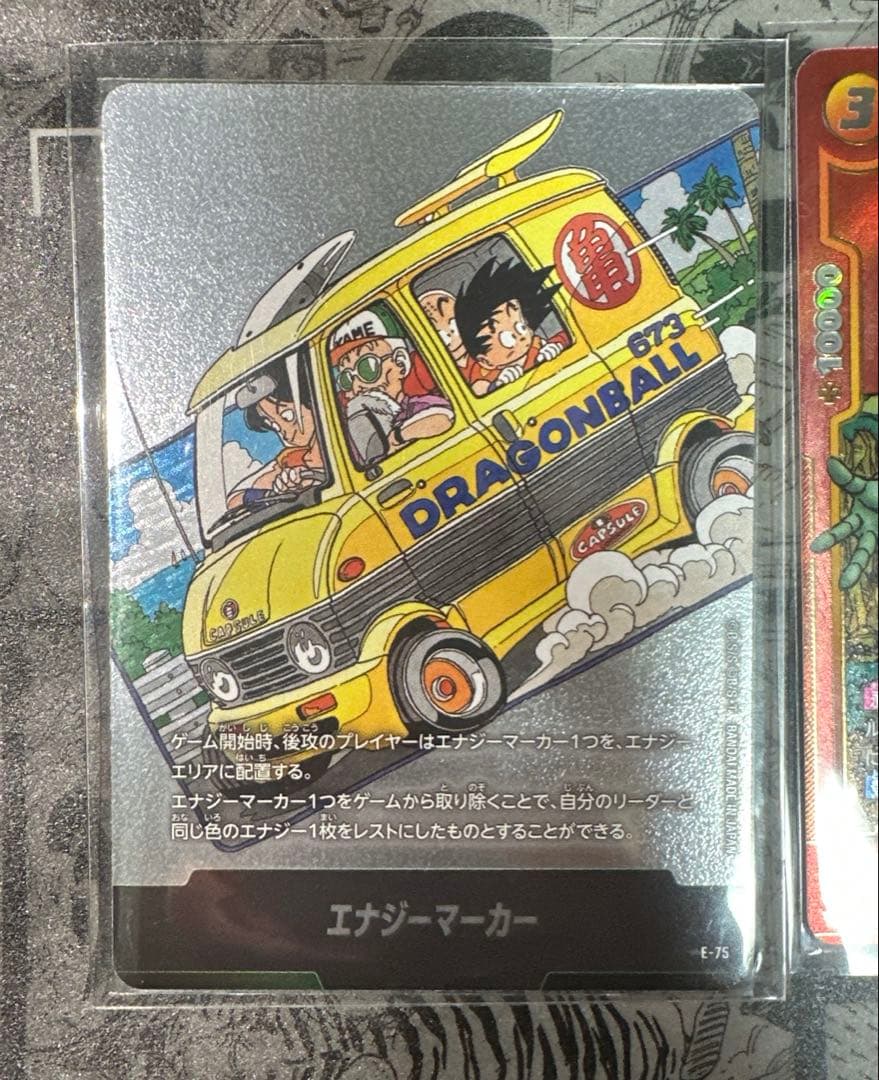 KAME
亀
673
DRAGONBALL
CAPSULE
CAPSULE
ゲーム開始時、後攻のプレイヤーはエナジーマーカー1つを、エナジー
エリアに配置する。
エナジーマーカー1つをゲームから取り除くことで、自分のリーダーと
同じ色のエナジー1枚をレストにしたものとすることができる。
エナジーマーカー
E-75
3
10000